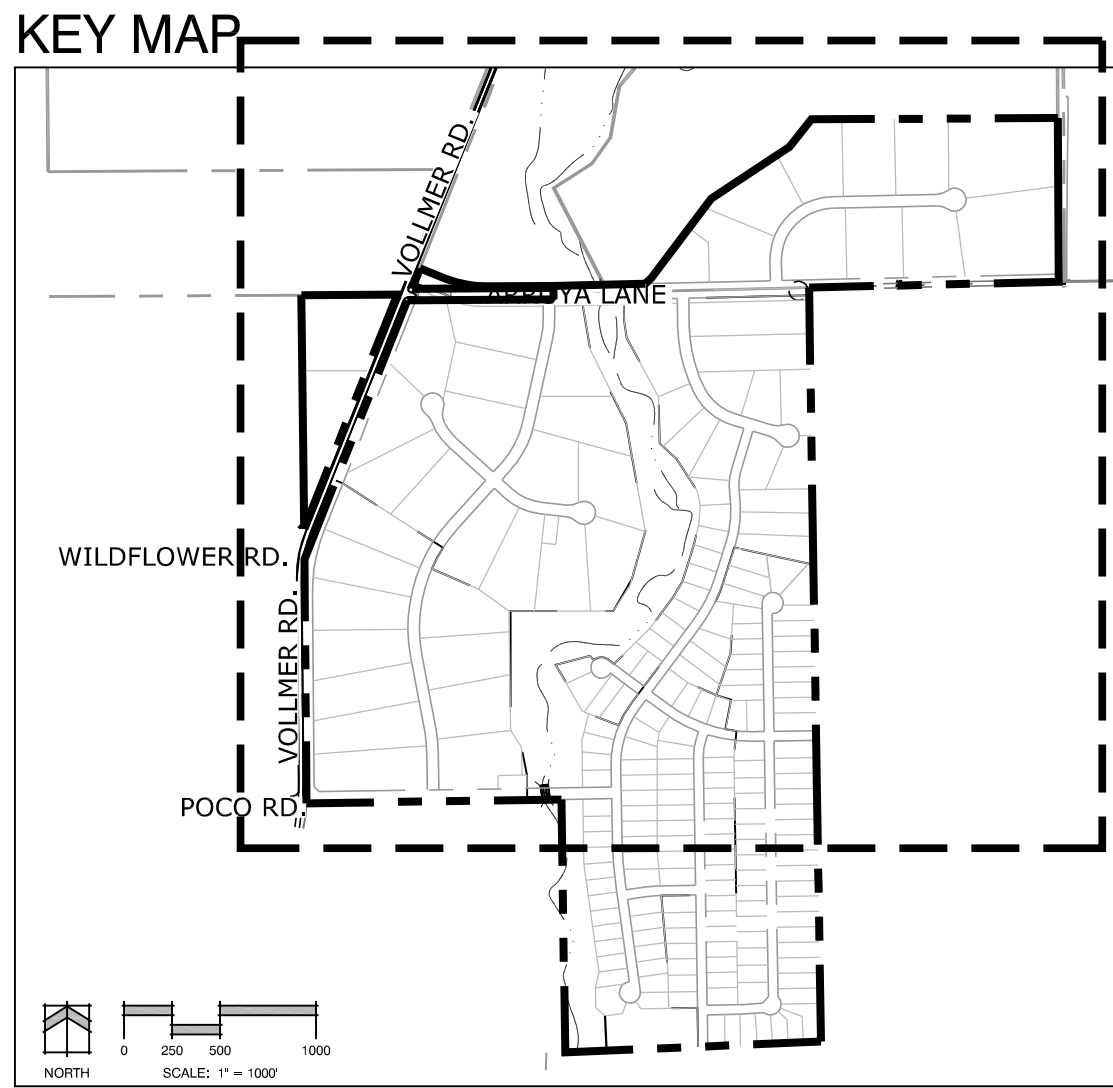 KEY MAP
VOLLMER RD.
LANE
WILDFLOWER RD.
VOLLMER RD.
POCO RD.
0 250 500 1000
NORTH
SCALE: 1" = 1000'